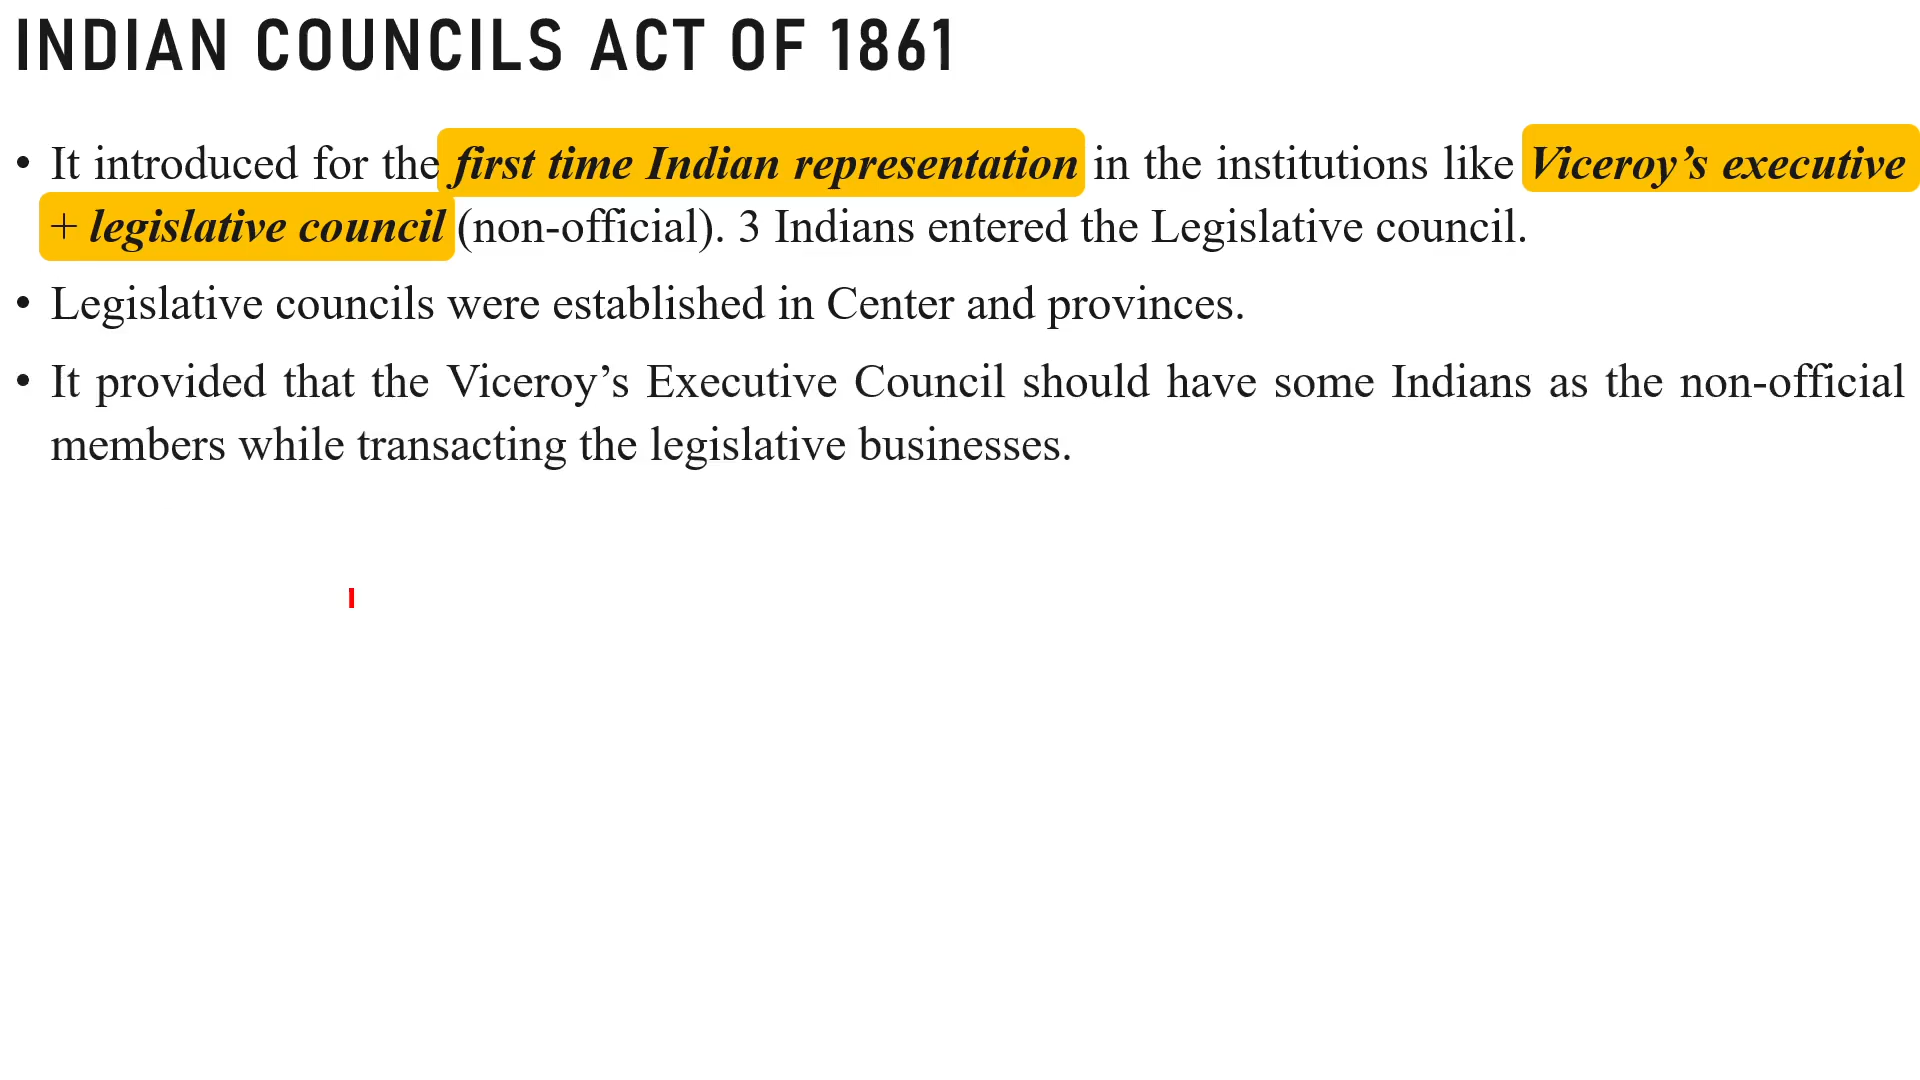 INDIAN COUNCILS ACT OF 1861
• It introduced for the first time Indian representation in the institutions like Viceroy’s executive
+ legislative council (non-official). 3 Indians entered the Legislative council.
• Legislative councils were established in Center and provinces.
• It provided that the Viceroy’s Executive Council should have some Indians as the non-official
members while transacting the legislative businesses.